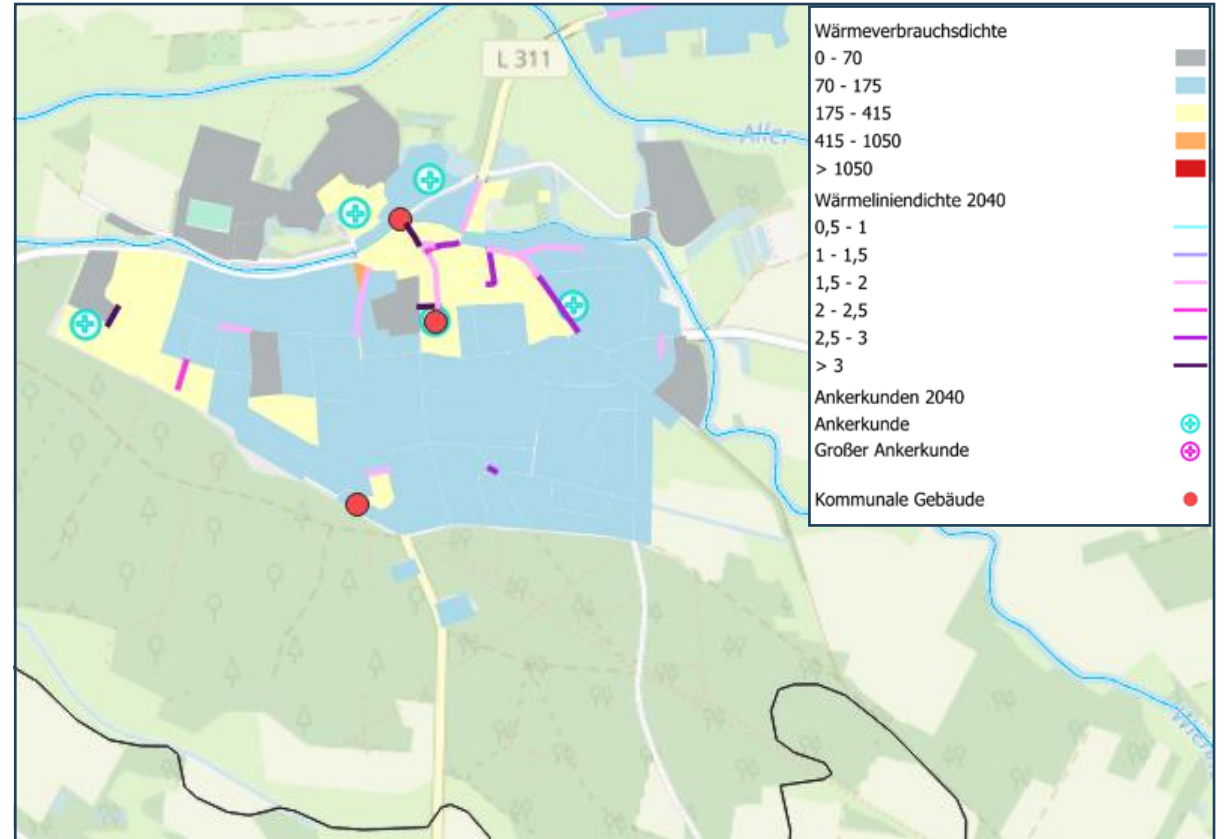 L 311
Aller
Wärmeverbrauchsdichte
0 - 70
70 - 175
175 - 415
415 - 1050
> 1050
Wärmeliniendichte 2040
0,5 - 1
1 - 1,5
1,5 - 2
2 - 2,5
2,5 - 3
> 3
Ankerkunden 2040
Ankerkunde
Großer Ankerkunde
Kommunale Gebäude